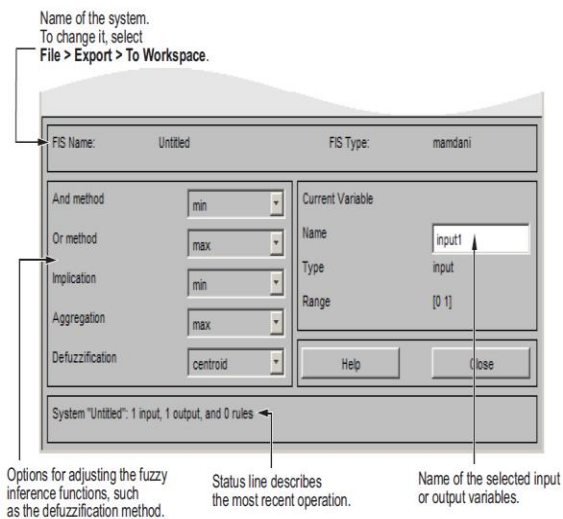 Name of the system.
To change it, select
File > Export > To Workspace.
FIS Name: Untitled FIS Type: mamdani
And method min
Or method max
Implication min
Aggregation max
Defuzzification centroid
Current Variable
Name input1
Type input
Range [0 1]
Help Close
System "Untitled": 1 input, 1 output, and 0 rules
Options for adjusting the fuzzy
inference functions, such
as the defuzzification method.
Status line describes
the most recent operation.
Name of the selected input
or output variables.